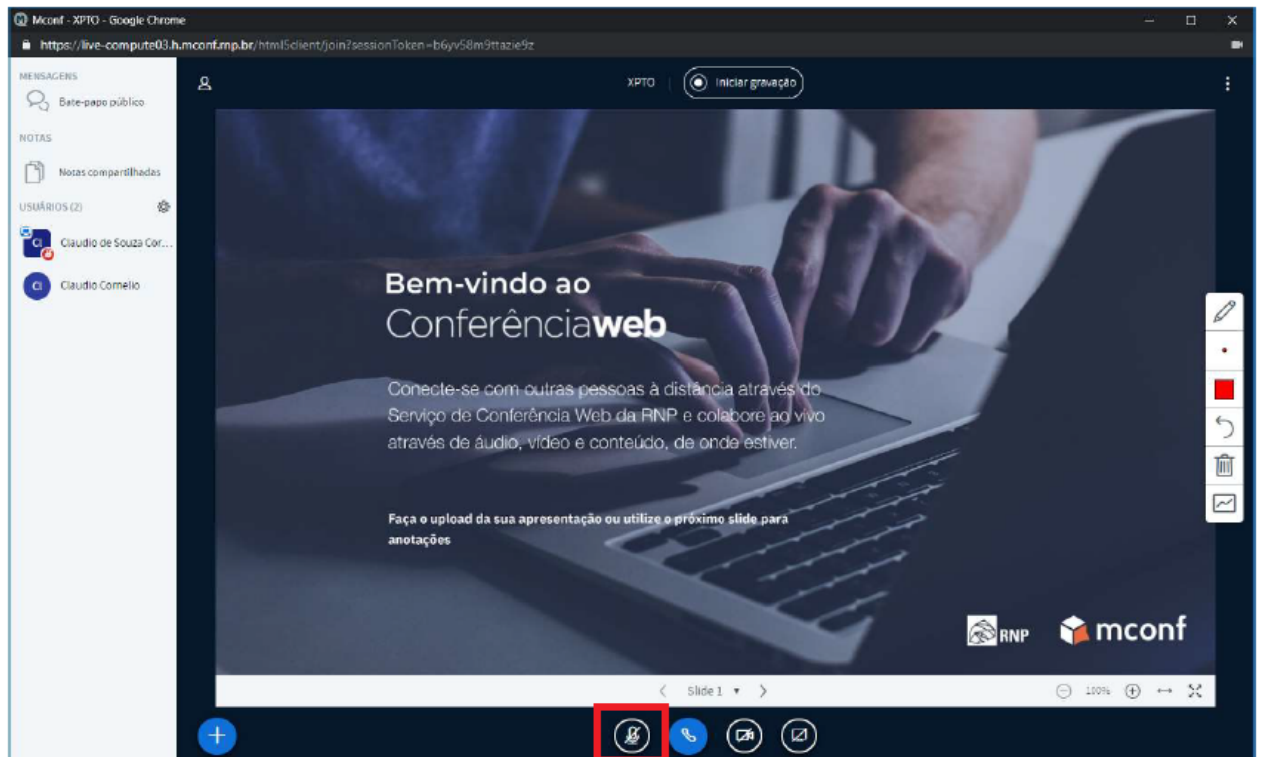 Mconf - XPTO - Google Chrome
https://live-compute03.h.mconf.rnp.br/html5client/join?sessionToken=b6yv58m9ttazie9z
MENSAGENS
Bate-papo público
NOTAS
Notas compartilhadas
USUÁRIOS (2)
Cl Claudio de Souza Cor...
Cl Claudio Cornelio
XPTO
Iniciar gravação
Bem-vindo ao
Conferênciaweb
Conecte-se com outras pessoas à distância através do
Serviço de Conferência Web da RNP e colabore ao vivo
através de áudio, vídeo e conteúdo, de onde estiver.
Faça o upload da sua apresentação ou utilize o próximo slide para
anotações
RNP
mconf
Slide 1
100%